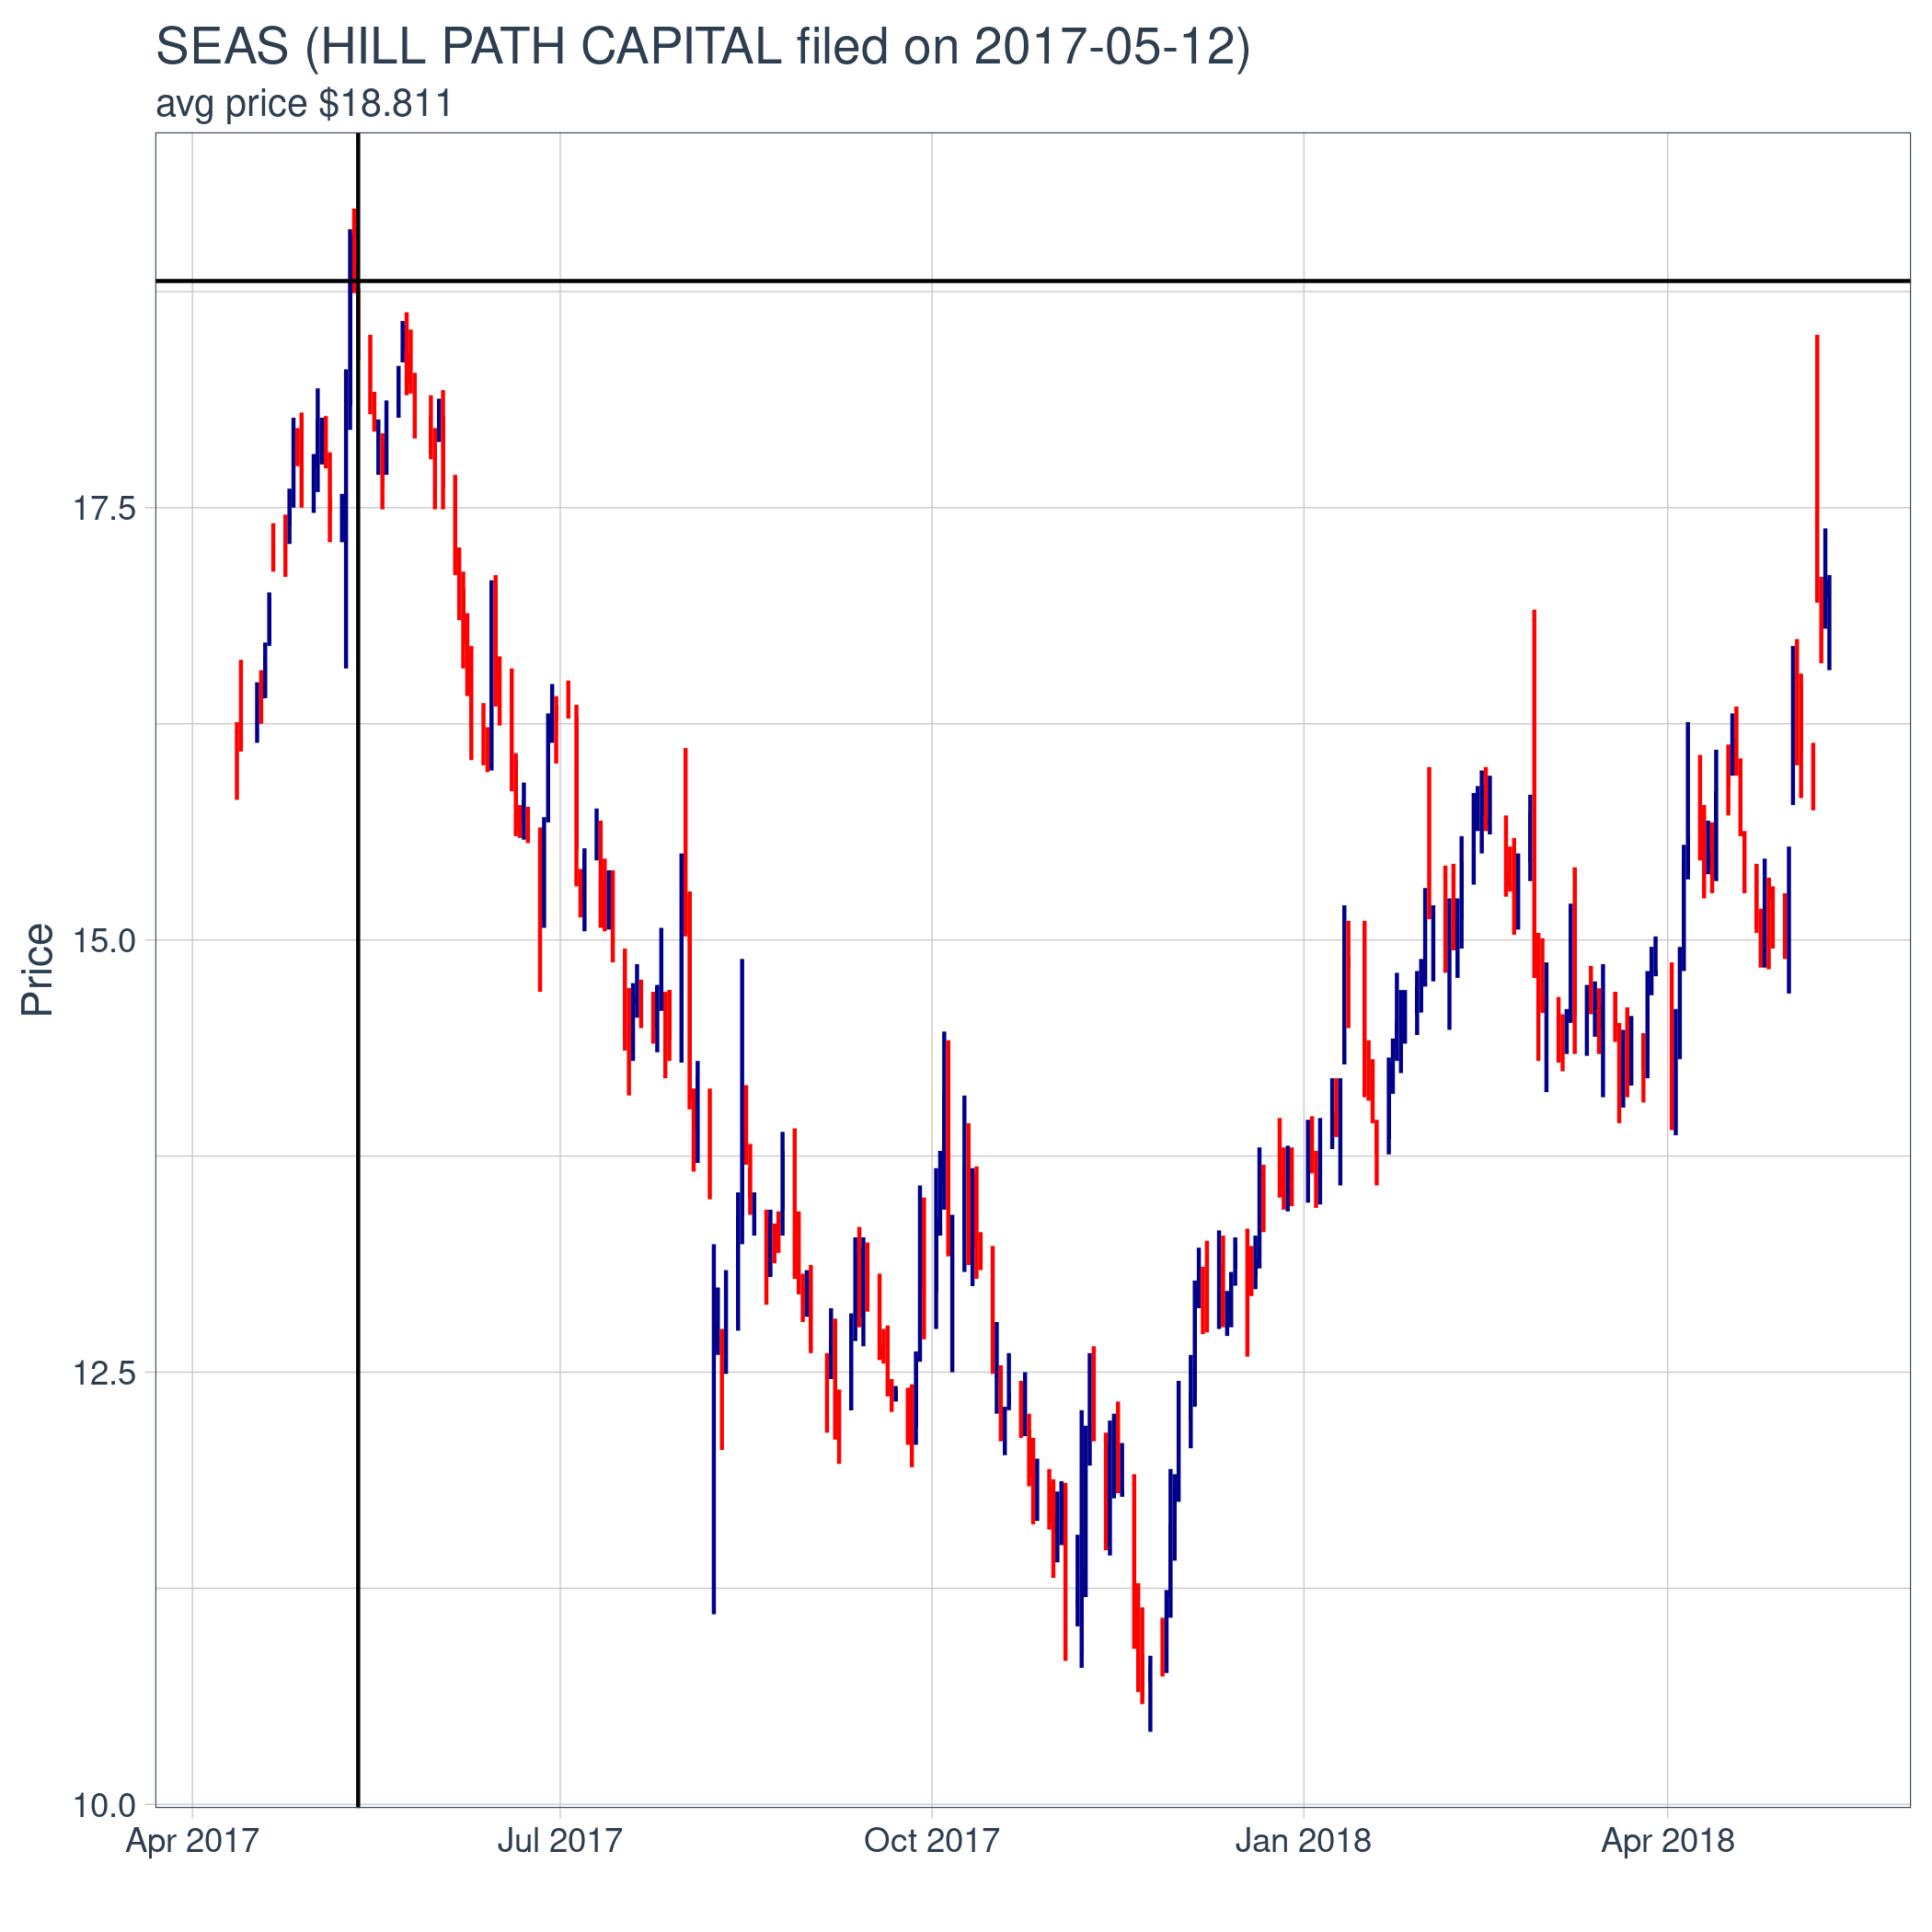 SEAS (HILL PATH CAPITAL filed on 2017-05-12)
avg price $18.811
Price
17.5
15.0
12.5
10.0
Apr 2017
Jul 2017
Oct 2017
Jan 2018
Apr 2018